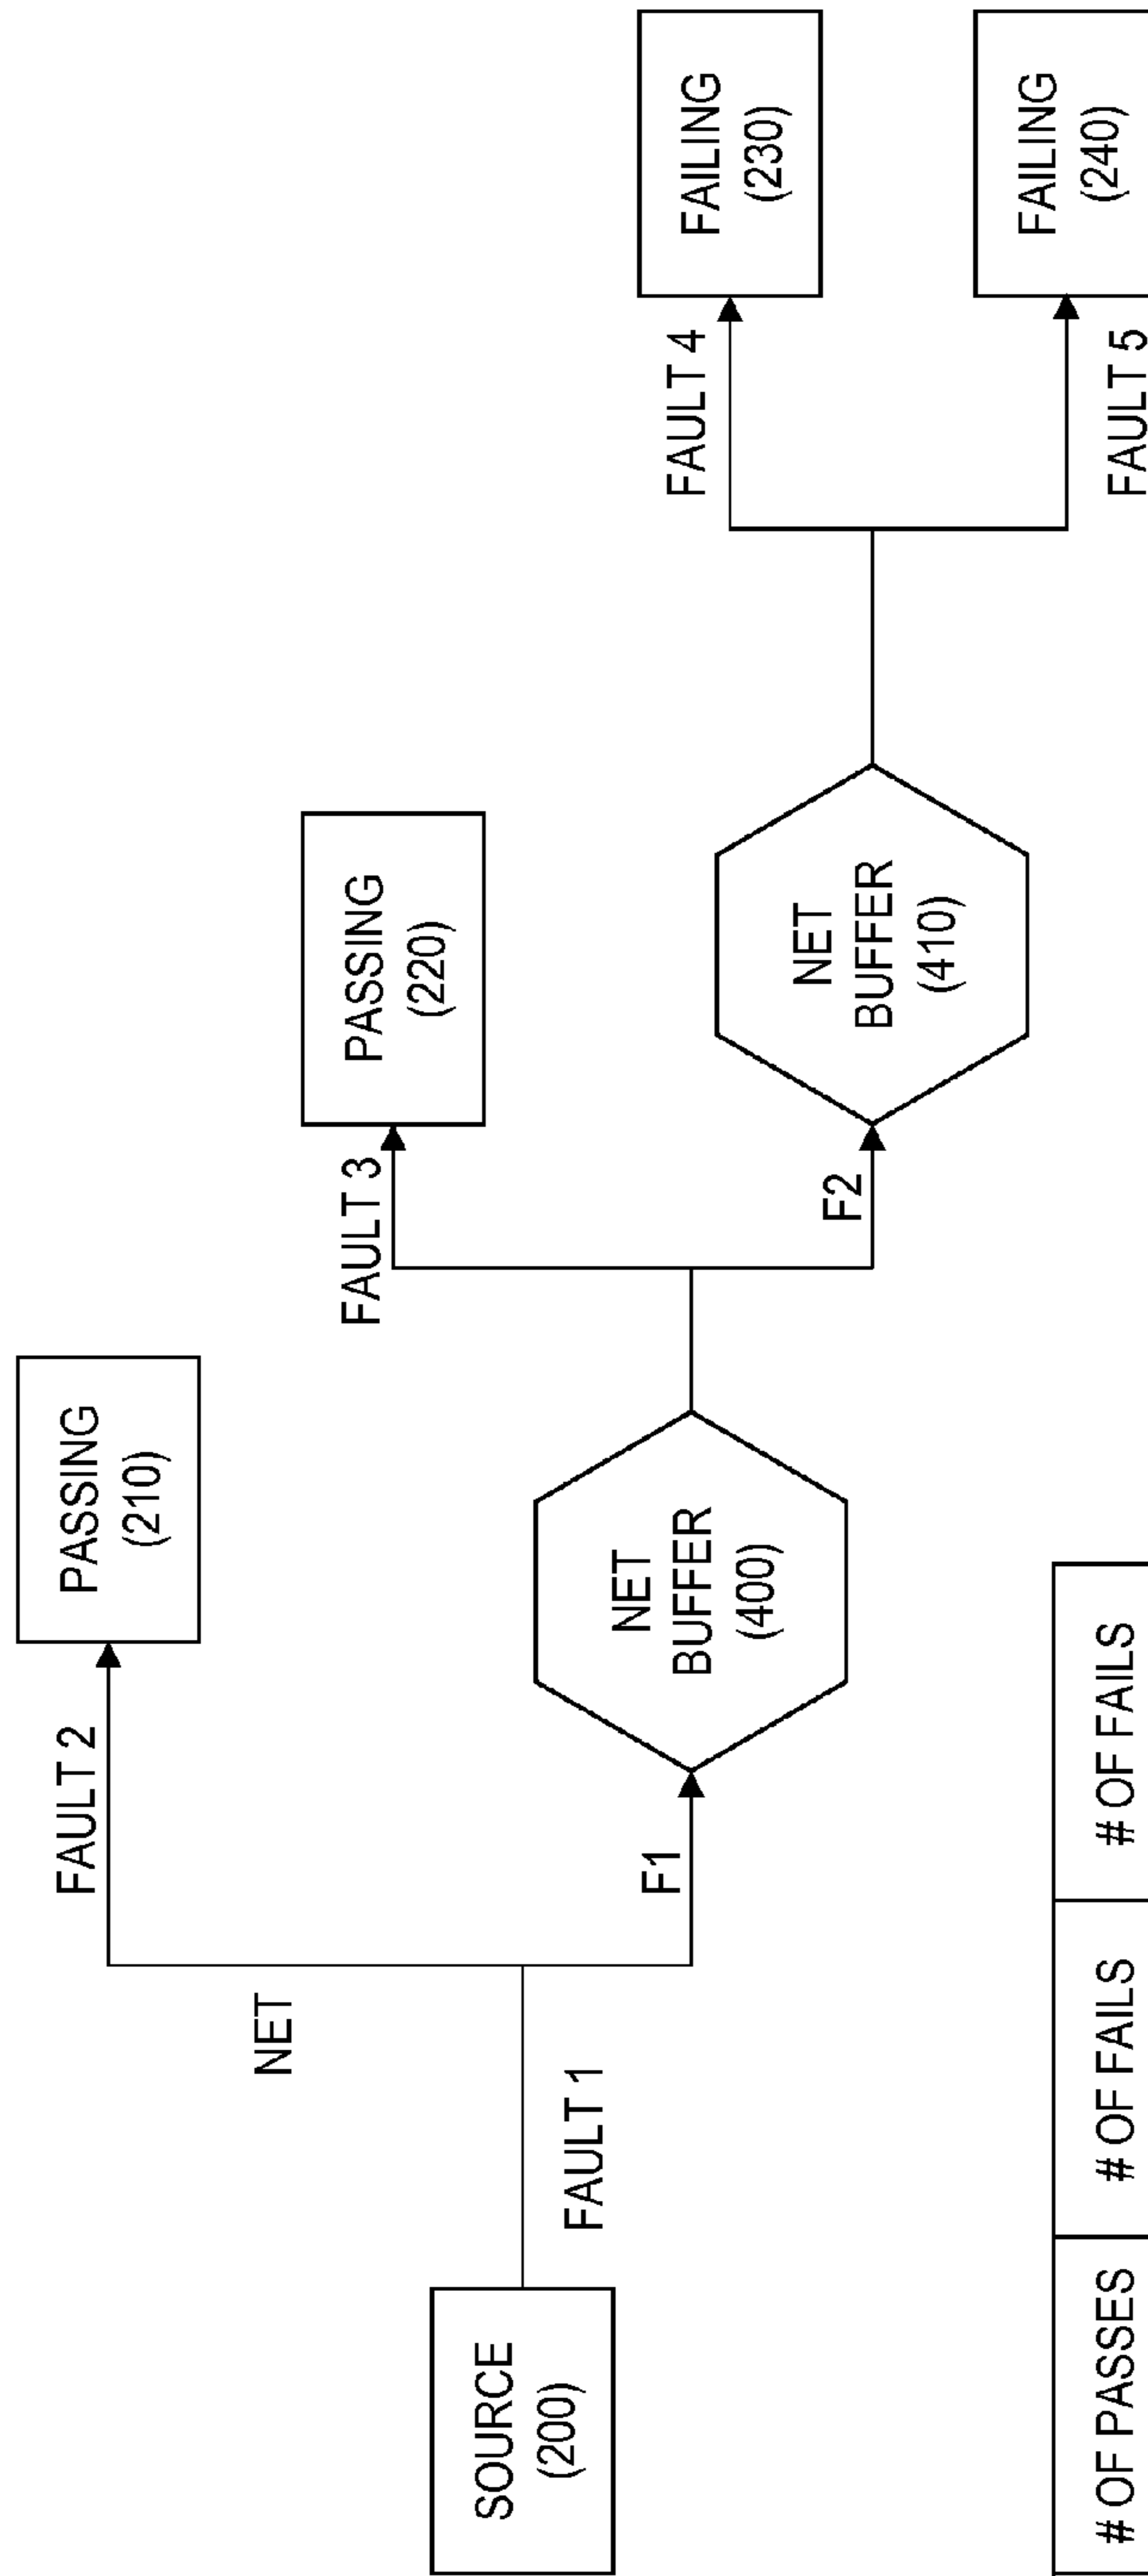 SOURCE
(200)
FAULT 1
NET
FAULT 2
PASSING
(210)
F1
NET
BUFFER
(400)
FAULT 3
PASSING
(220)
F2
NET
BUFFER
(410)
FAULT 4
FAILING
(230)
FAULT 5
FAILING
(240)
# OF PASSES
# OF FAILS
# OF FAILS